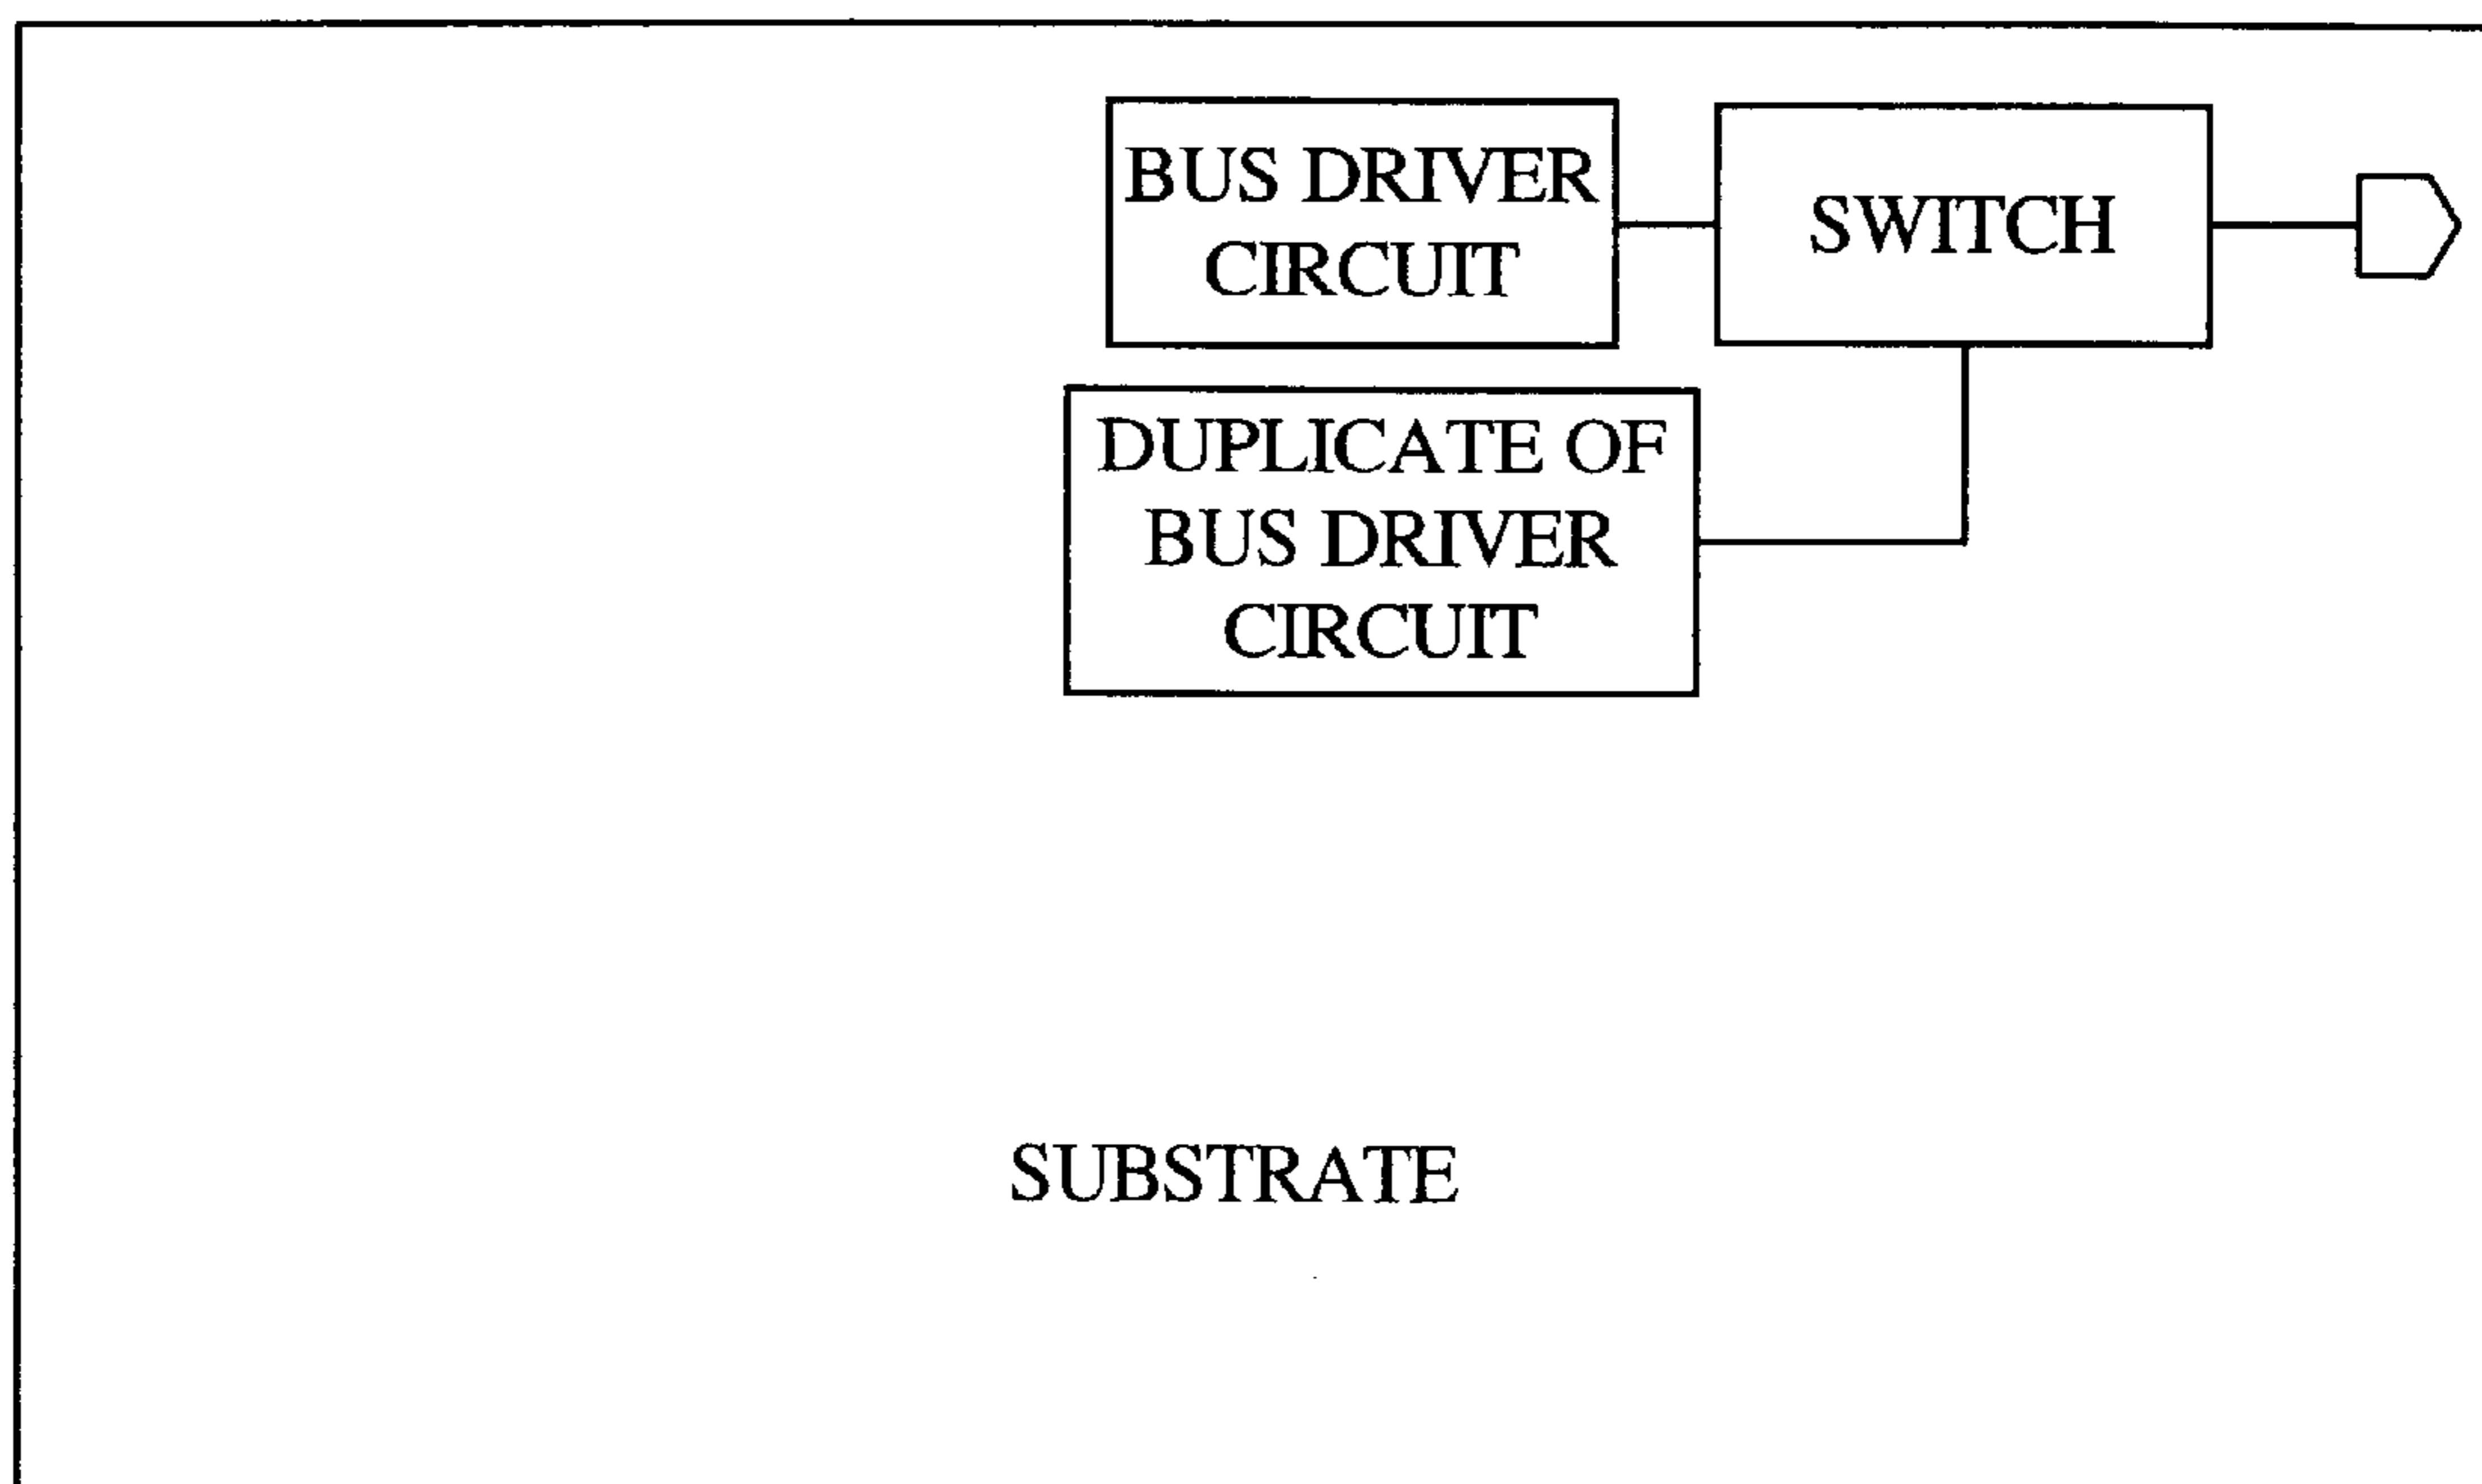 BUS DRIVER
CIRCUIT
SWITCH
DUPLICATE OF
BUS DRIVER
CIRCUIT
SUBSTRATE